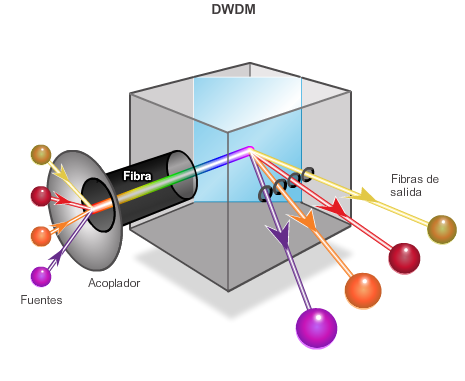 DWDM
Fibra
Fibras de
salida
Acoplador
Fuentes